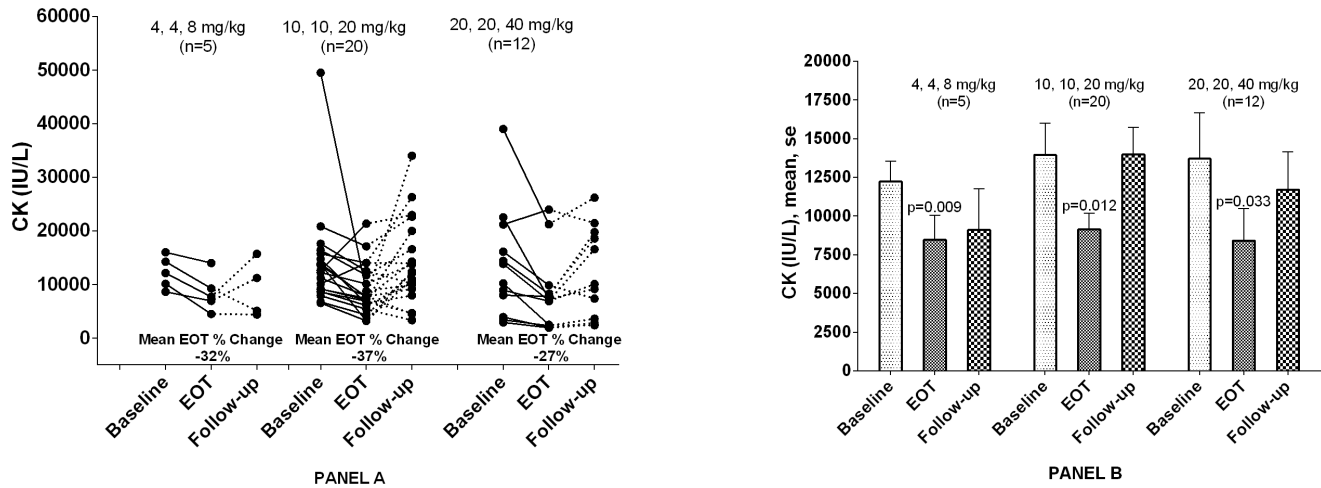 60000
50000
40000
30000
20000
10000
0
CK (IU/L)
4, 4, 8 mg/kg
(n=5)
10, 10, 20 mg/kg
(n=20)
20, 20, 40 mg/kg
(n=12)
Mean EOT % Change
-32%
Mean EOT % Change
-37%
Mean EOT % Change
-27%
Baseline
EOT
Follow-up
Baseline
EOT
Follow-up
Baseline
EOT
Follow-up
PANEL A
20000
17500
15000
12500
10000
7500
5000
2500
0
CK (IU/L), mean, se
4, 4, 8 mg/kg
(n=5)
10, 10, 20 mg/kg
(n=20)
20, 20, 40 mg/kg
(n=12)
p=0.009
p=0.012
p=0.033
Baseline
EOT
Follow-up
Baseline
EOT
Follow-up
Baseline
EOT
Follow-up
PANEL B